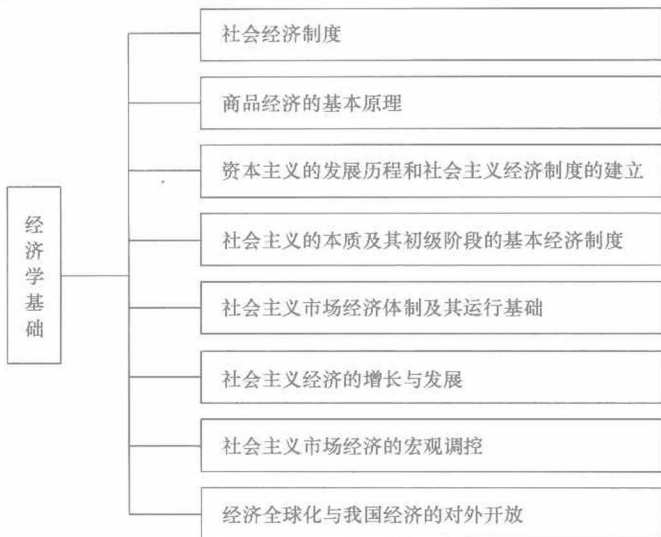 社会经济制度
商品经济的基本原理
资本主义的发展历程和社会主义经济制度的建立
社会主义的本质及其初级阶段的基本经济制度
经济学基础
社会主义市场经济体制及其运行基础
社会主义经济的增长与发展
社会主义市场经济的宏观调控
经济全球化与我国经济的对外开放